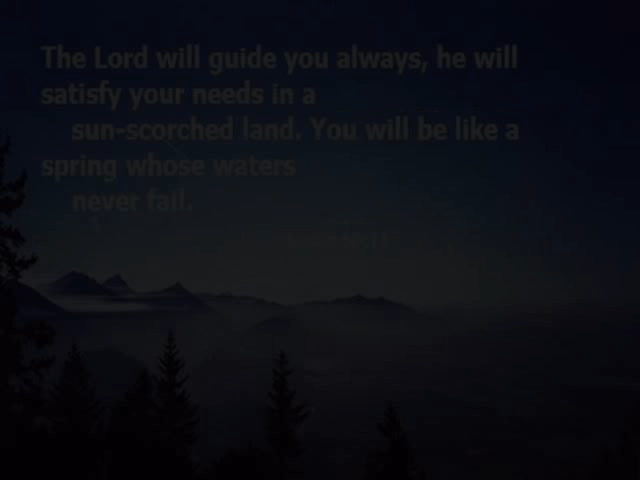 The Lord will guide you always, he will
satisfy your needs in a
sun-scorched land. You will be like a
spring whose waters
never fail.